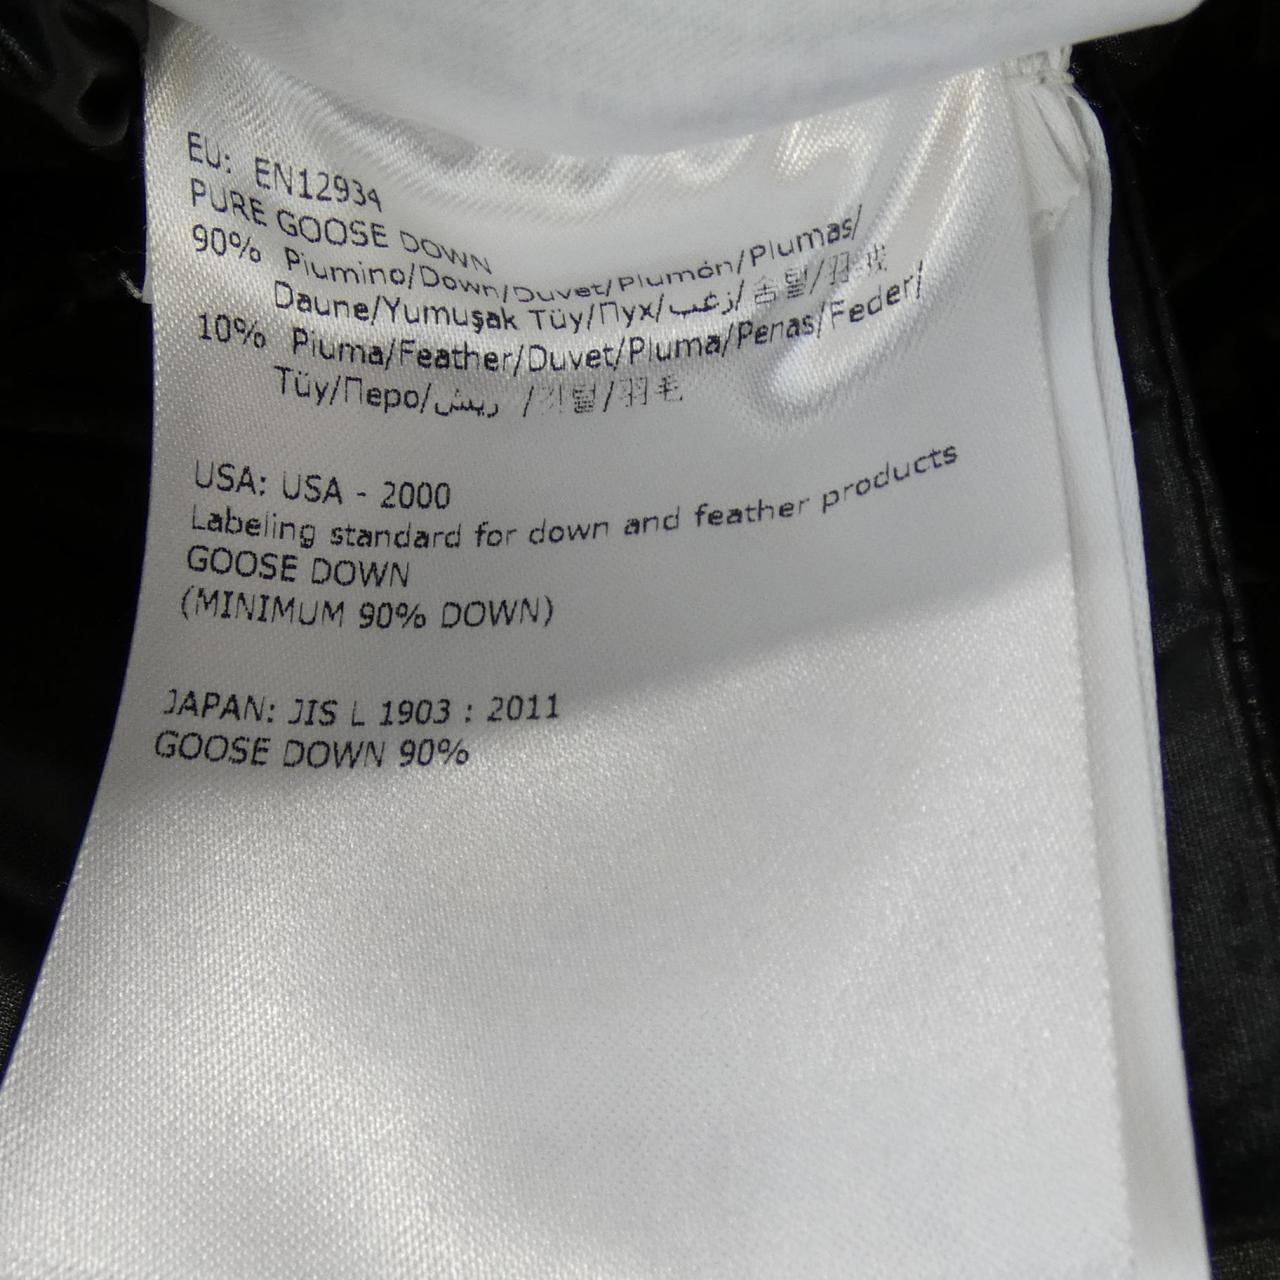 EU: EN12934
PURE GOOSE DOWN
90% Piumino/Down/Duvet/Plumón/Plumas/
Daune/Yumuşak Tüy/Пух/زغب/솜털/羽绒
10% Piuma/Feather/Duvet/Pluma/Penas/Feder/
Tüy/Перо/ريش /깃털/羽毛
USA: USA - 2000
Labeling standard for down and feather products
GOOSE DOWN
(MINIMUM 90% DOWN)
JAPAN: JIS L 1903 : 2011
GOOSE DOWN 90%